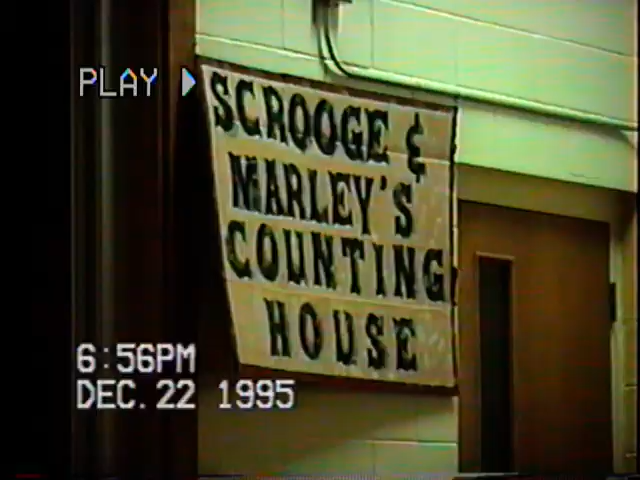 PLAY
SCROOGE &
MARLEY'S
COUNTING
HOUSE
6:56PM
DEC. 22 1995